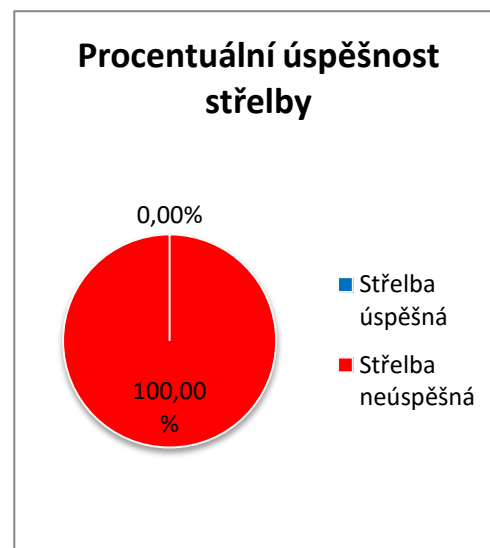 Procentuální úspěšnost
střelby
0,00%
100,00
%
Střelba
úspěšná
Střelba
neúspěšná